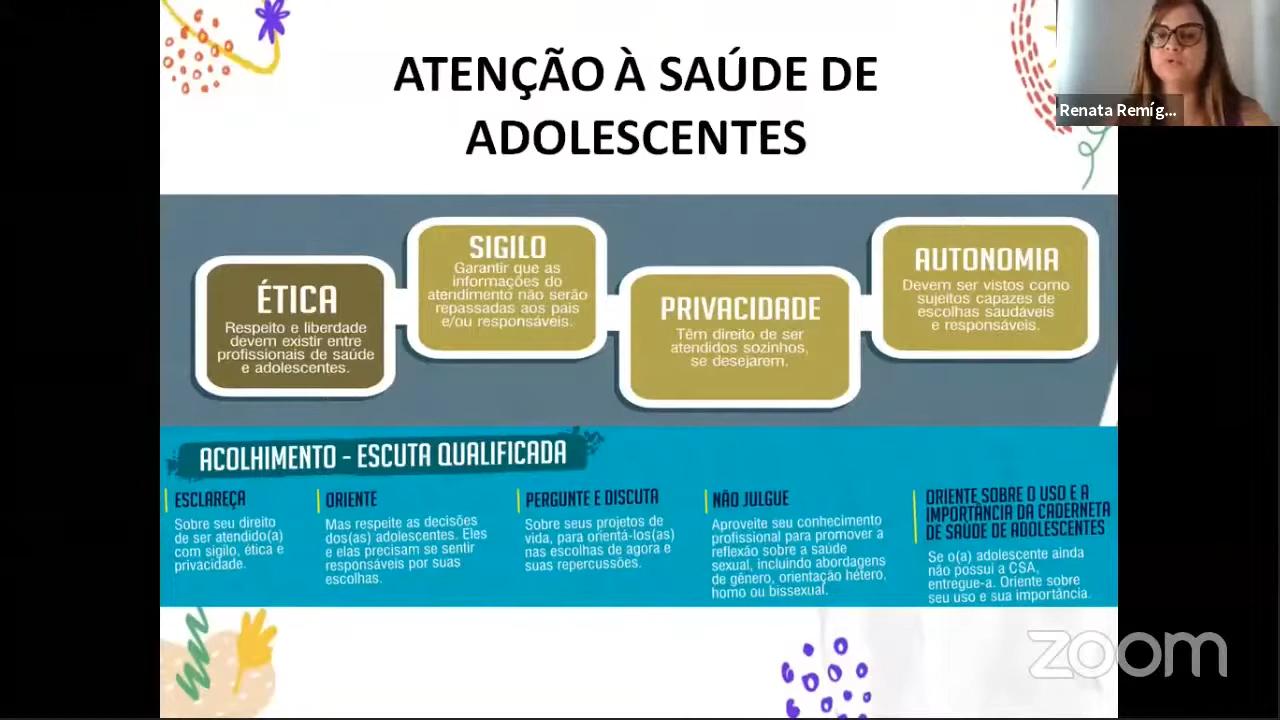 ATENÇÃO À SAÚDE DE
ADOLESCENTES
Renata Remíg...
ÉTICA
Respeito e liberdade
devem existir entre
profissionais de saúde
e adolescentes.
SIGILO
Garantir que as
informações do
atendimento não serão
repassadas aos pais
e/ou responsáveis.
PRIVACIDADE
Têm direito de ser
atendidos sozinhos,
se desejarem.
AUTONOMIA
Devem ser vistos como
sujeitos capazes de
escolhas saudáveis
e responsáveis.
ACOLHIMENTO - ESCUTA QUALIFICADA
ESCLAREÇA
Sobre seu direito
de ser atendido(a)
com sigilo, ética e
privacidade.
ORIENTE
Mas respeite as decisões
dos(as) adolescentes. Eles
e elas precisam se sentir
responsáveis por suas
escolhas.
PERGUNTE E DISCUTA
Sobre seus projetos de
vida, para orientá-los(as)
nas escolhas de agora e
suas repercussões.
NÃO JULGUE
Aproveite seu conhecimento
profissional para promover a
reflexão sobre a saúde
sexual, incluindo abordagens
de gênero, orientação hétero,
homo ou bissexual.
ORIENTE SOBRE O USO E A
IMPORTÂNCIA DA CADERNETA
DE SAÚDE DE ADOLESCENTES
Se o(a) adolescente ainda
não possui a CSA,
entregue-a. Oriente sobre
seu uso e sua importância.
zoom